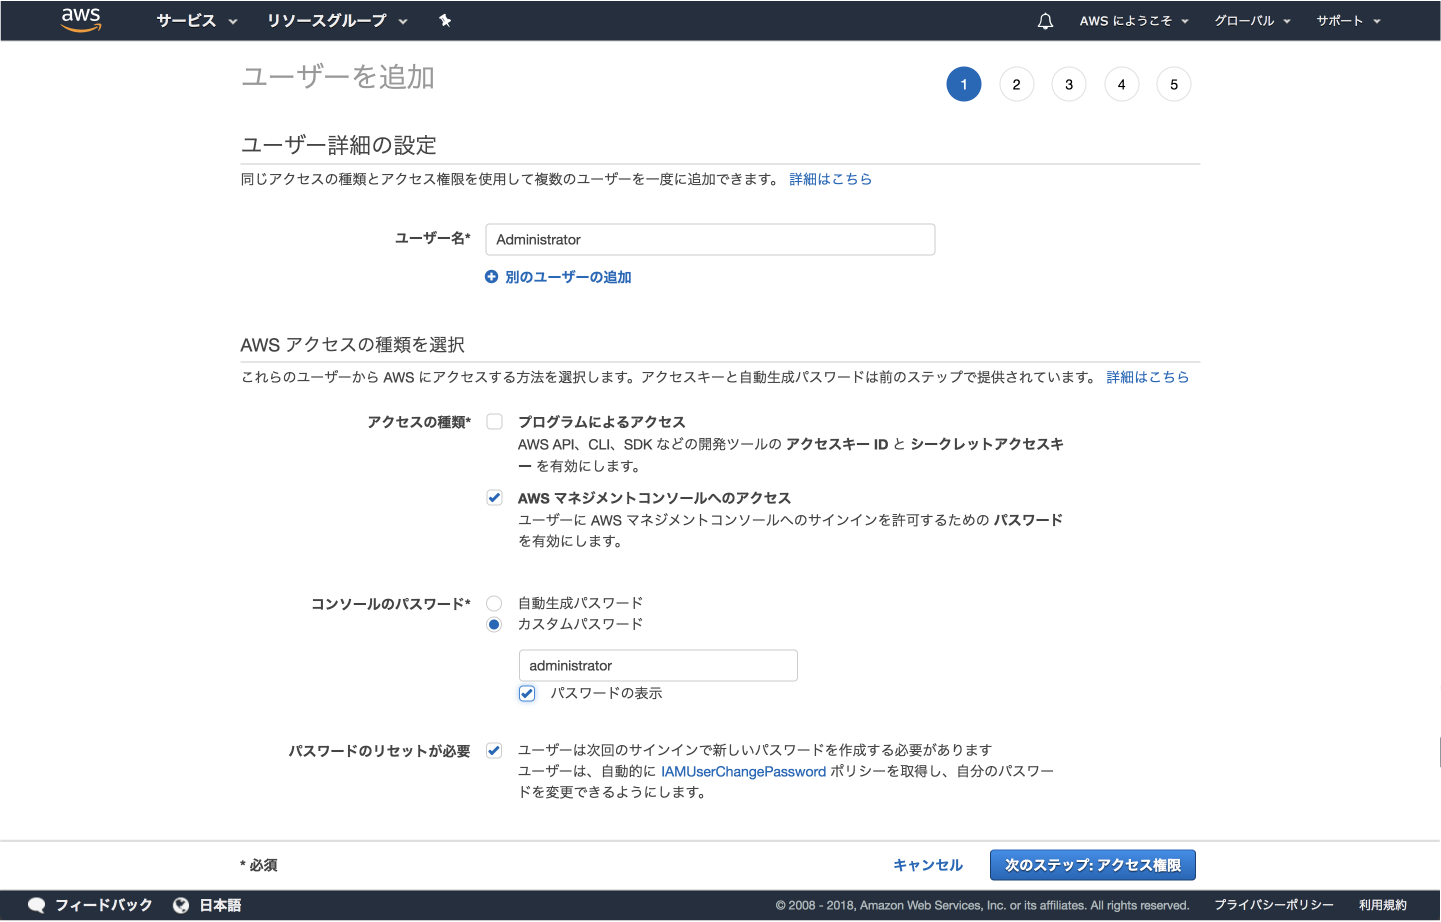 aws サービス リソースグループ AWS にようこそ グローバル サポート
ユーザーを追加
1 2 3 4 5
ユーザー詳細の設定
同じアクセスの種類とアクセス権限を使用して複数のユーザーを一度に追加できます。 詳細はこちら
ユーザー名* Administrator
別のユーザーの追加
AWS アクセスの種類を選択
これらのユーザーから AWS にアクセスする方法を選択します。アクセスキーと自動生成パスワードは前のステップで提供されています。 詳細はこちら
アクセスの種類* プログラムによるアクセス
AWS API、CLI、SDK などの開発ツールの アクセスキー ID と シークレットアクセスキ
ー を有効にします。
AWS マネジメントコンソールへのアクセス
ユーザーに AWS マネジメントコンソールへのサインインを許可するための パスワード
を有効にします。
コンソールのパスワード* 自動生成パスワード
カスタムパスワード
administrator
パスワードの表示
パスワードのリセットが必要 ユーザーは次回のサインインで新しいパスワードを作成する必要があります
ユーザーは、自動的に IAMUserChangePassword ポリシーを取得し、自分のパスワー
ドを変更できるようにします。
* 必須 キャンセル 次のステップ: アクセス権限
フィードバック 日本語 © 2008 - 2018, Amazon Web Services, Inc. or its affiliates. All rights reserved. プライバシーポリシー 利用規約